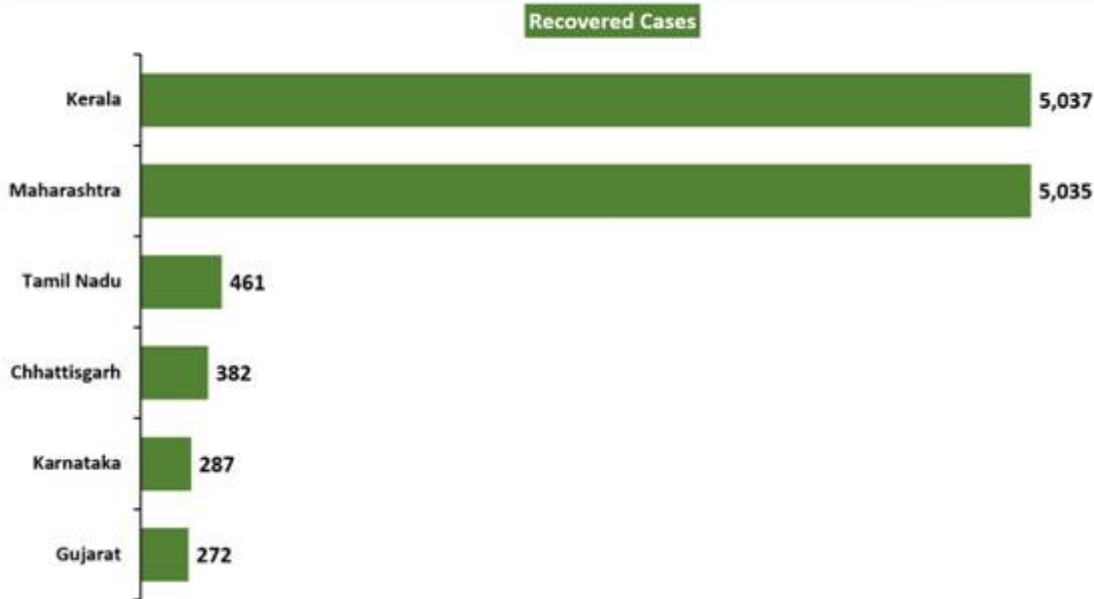 Recovered Cases
Kerala 5,037
Maharashtra 5,035
Tamil Nadu 461
Chhattisgarh 382
Karnataka 287
Gujarat 272